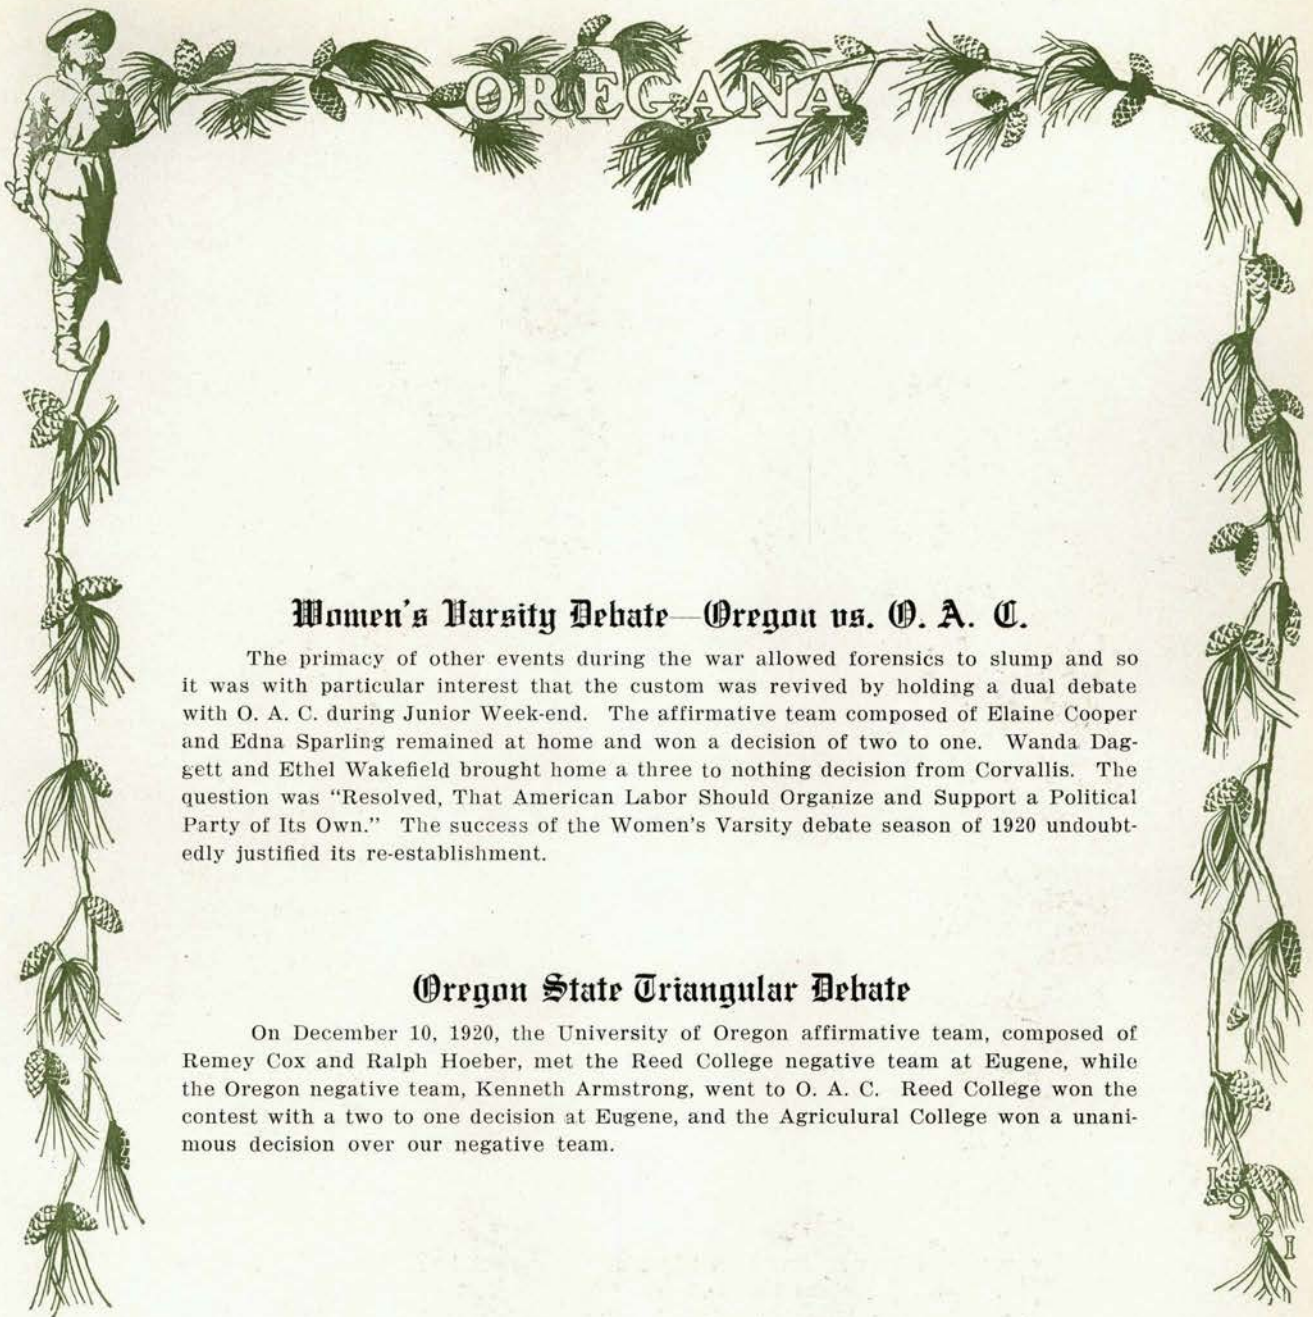 OREGANA
Women's Varsity Debate—Oregon vs. O. A. C.
The primacy of other events during the war allowed forensics to slump and so
it was with particular interest that the custom was revived by holding a dual debate
with O. A. C. during Junior Week-end. The affirmative team composed of Elaine Cooper
and Edna Sparling remained at home and won a decision of two to one. Wanda Dag-
gett and Ethel Wakefield brought home a three to nothing decision from Corvallis. The
question was “Resolved, That American Labor Should Organize and Support a Political
Party of Its Own.” The success of the Women's Varsity debate season of 1920 undoubt-
edly justified its re-establishment.
Oregon State Triangular Debate
On December 10, 1920, the University of Oregon affirmative team, composed of
Remey Cox and Ralph Hoeber, met the Reed College negative team at Eugene, while
the Oregon negative team, Kenneth Armstrong, went to O. A. C. Reed College won the
contest with a two to one decision at Eugene, and the Agriculural College won a unani-
mous decision over our negative team.
1921